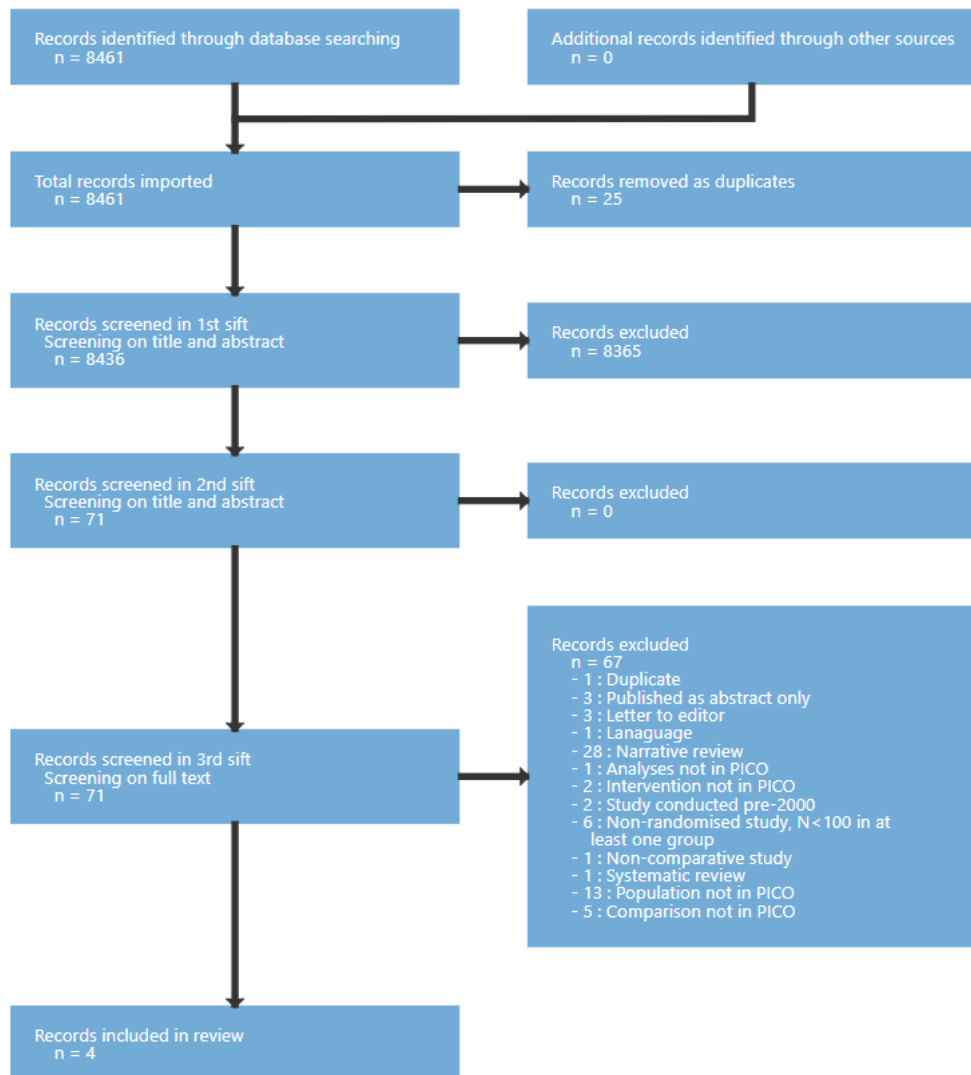 Records identified through database searching
n = 8461
Additional records identified through other sources
n = 0
Total records imported
n = 8461
Records removed as duplicates
n = 25
Records screened in 1st sift
Screening on title and abstract
n = 8436
Records excluded
n = 8365
Records screened in 2nd sift
Screening on title and abstract
n = 71
Records excluded
n = 0
Records screened in 3rd sift
Screening on full text
n = 71
Records excluded
n = 67
- 1 : Duplicate
- 3 : Published as abstract only
- 3 : Letter to editor
- 1 : Lanaguage
- 28 : Narrative review
- 1 : Analyses not in PICO
- 2 : Intervention not in PICO
- 2 : Study conducted pre-2000
- 6 : Non-randomised study, N<100 in at
least one group
- 1 : Non-comparative study
- 1 : Systematic review
- 13 : Population not in PICO
- 5 : Comparison not in PICO
Records included in review
n = 4